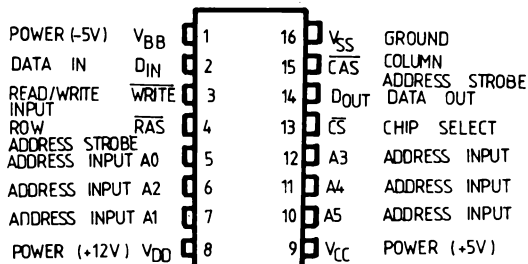 POWER (-5V) VBB 1 16 VSS GROUND
DATA IN DIN 2 15 CAS COLUMN ADDRESS STROBE
READ/WRITE INPUT WRITE 3 14 DOUT DATA OUT
ROW ADDRESS STROBE RAS 4 13 CS CHIP SELECT
ADDRESS INPUT A0 5 12 A3 ADDRESS INPUT
ADDRESS INPUT A2 6 11 A4 ADDRESS INPUT
ADDRESS INPUT A1 7 10 A5 ADDRESS INPUT
POWER (+12V) VDD 8 9 VCC POWER (+5V)